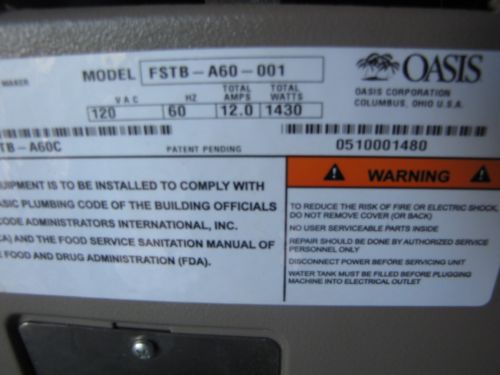 MAKER MODEL FSTB-A60-001 OASIS
VAC HZ TOTAL AMPS TOTAL WATTS OASIS CORPORATION
120 60 12.0 1430 COLUMBUS, OHIO U.S.A.
TB-A60C PATENT PENDING 0510001480
QUIPMENT IS TO BE INSTALLED TO COMPLY WITH
ASIC PLUMBING CODE OF THE BUILDING OFFICIALS
CODE ADMINISTRATORS INTERNATIONAL, INC.
CA) AND THE FOOD SERVICE SANITATION MANUAL OF
E FOOD AND DRUG ADMINISTRATION (FDA).
WARNING
TO REDUCE THE RISK OF FIRE OR ELECTRIC SHOCK,
DO NOT REMOVE COVER (OR BACK)
NO USER SERVICEABLE PARTS INSIDE
REPAIR SHOULD BE DONE BY AUTHORIZED SERVICE
PERSONNEL ONLY
DISCONNECT POWER BEFORE SERVICING UNIT
WATER TANK MUST BE FILLED BEFORE PLUGGING
MACHINE INTO ELECTRICAL OUTLET